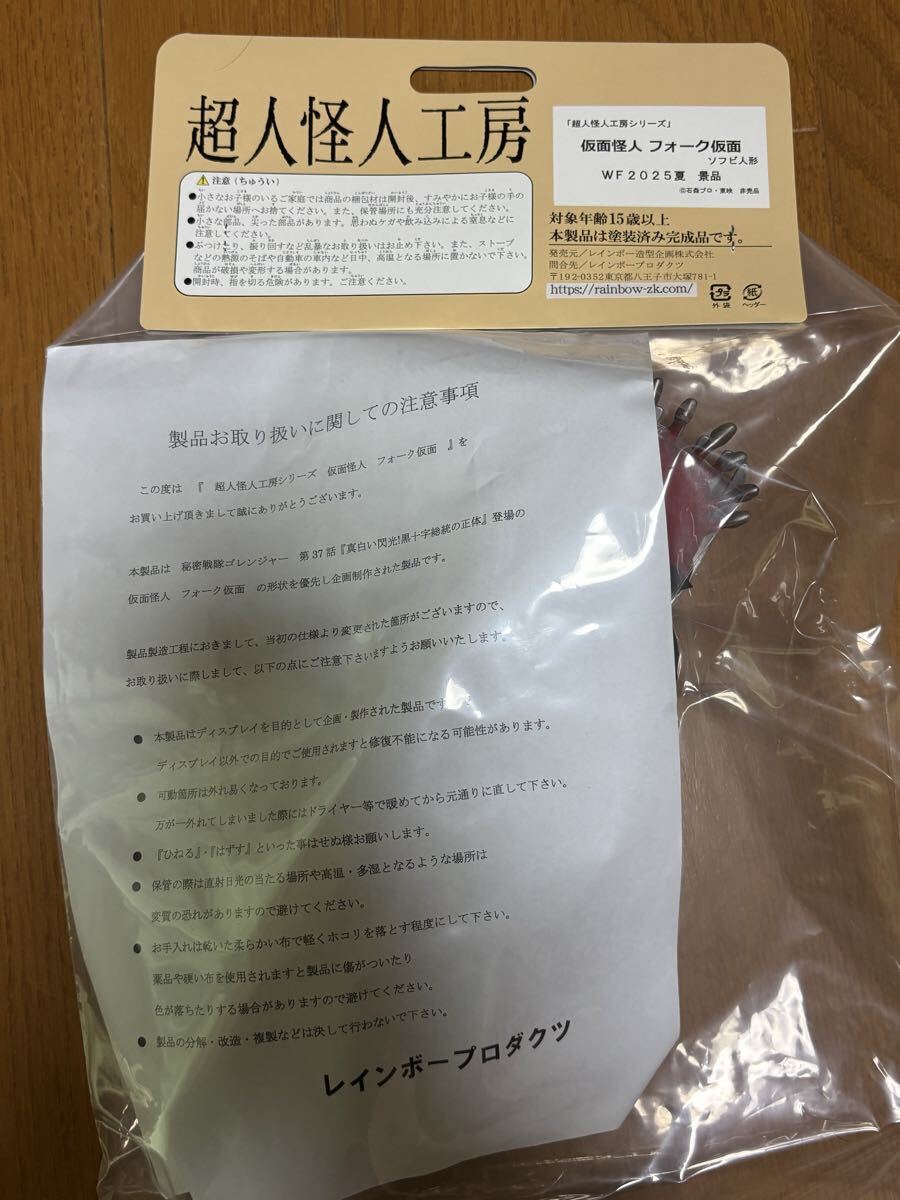 超人怪人工房
注意（ちゅうい）
●小さなお子様のいるご家庭では商品の梱包材は開封後、すみやかにお子様の手の
届かない場所へお捨てください。また、保管場所にも充分注意してください。
●小さな部品、尖った部品があります。思わぬケガや飲み込みによる窒息などに
注意してください。
●ぶつけたり、振り回すなど乱暴なお取り扱いはお止め下さい。また、ストーブ
などの熱源のそばや自動車の車内など日中、高温となる場所に置かないで下さい。
商品が破損や変形する場合があります。
●開封時、指を切る危険があります。ご注意ください。
「超人怪人工房シリーズ」
仮面怪人 フォーク仮面
ソフビ人形
WF2025夏 景品
©石森プロ・東映 非売品
対象年齢15歳以上
本製品は塗装済み完成品です。
発売元／レインボー造型企画株式会社
問合先／レインボープロダクツ
〒192-0352東京都八王子市大塚781-1
https://rainbow-zk.com/
プラ
外袋
紙
ヘッダー
製品お取り扱いに関しての注意事項
この度は 『 超人怪人工房シリーズ 仮面怪人 フォーク仮面 』を
お買い上げ頂きまして誠にありがとうございます。
本製品は 秘密戦隊ゴレンジャー 第37話『真白い閃光!黒十字総統の正体』登場の
仮面怪人 フォーク仮面 の形状を優先し企画制作された製品です。
製品製造工程におきまして、当初の仕様より変更された箇所がございますので、
お取り扱いに際しまして、以下の点にご注意下さいますようお願いいたします。
● 本製品はディスプレイを目的として企画・製作された製品です
ディスプレイ以外での目的でご使用されますと修復不能になる可能性があります。
● 可動箇所は外れ易くなっております。
万が一外れてしまいました際にはドライヤー等で暖めてから元通りに直して下さい。
● 『ひねる』・『はずす』といった事はせぬ様お願いします。
● 保管の際は直射日光の当たる場所や高温・多湿となるような場所は
変質の恐れがありますので避けてください。
● お手入れは乾いた柔らかい布で軽くホコリを落とす程度にして下さい。
薬品や硬い布を使用されますと製品に傷がついたり
色が落ちたりする場合がありますので避けてください。
● 製品の分解・改造・複製などは決して行わないで下さい。
レインボープロダクツ